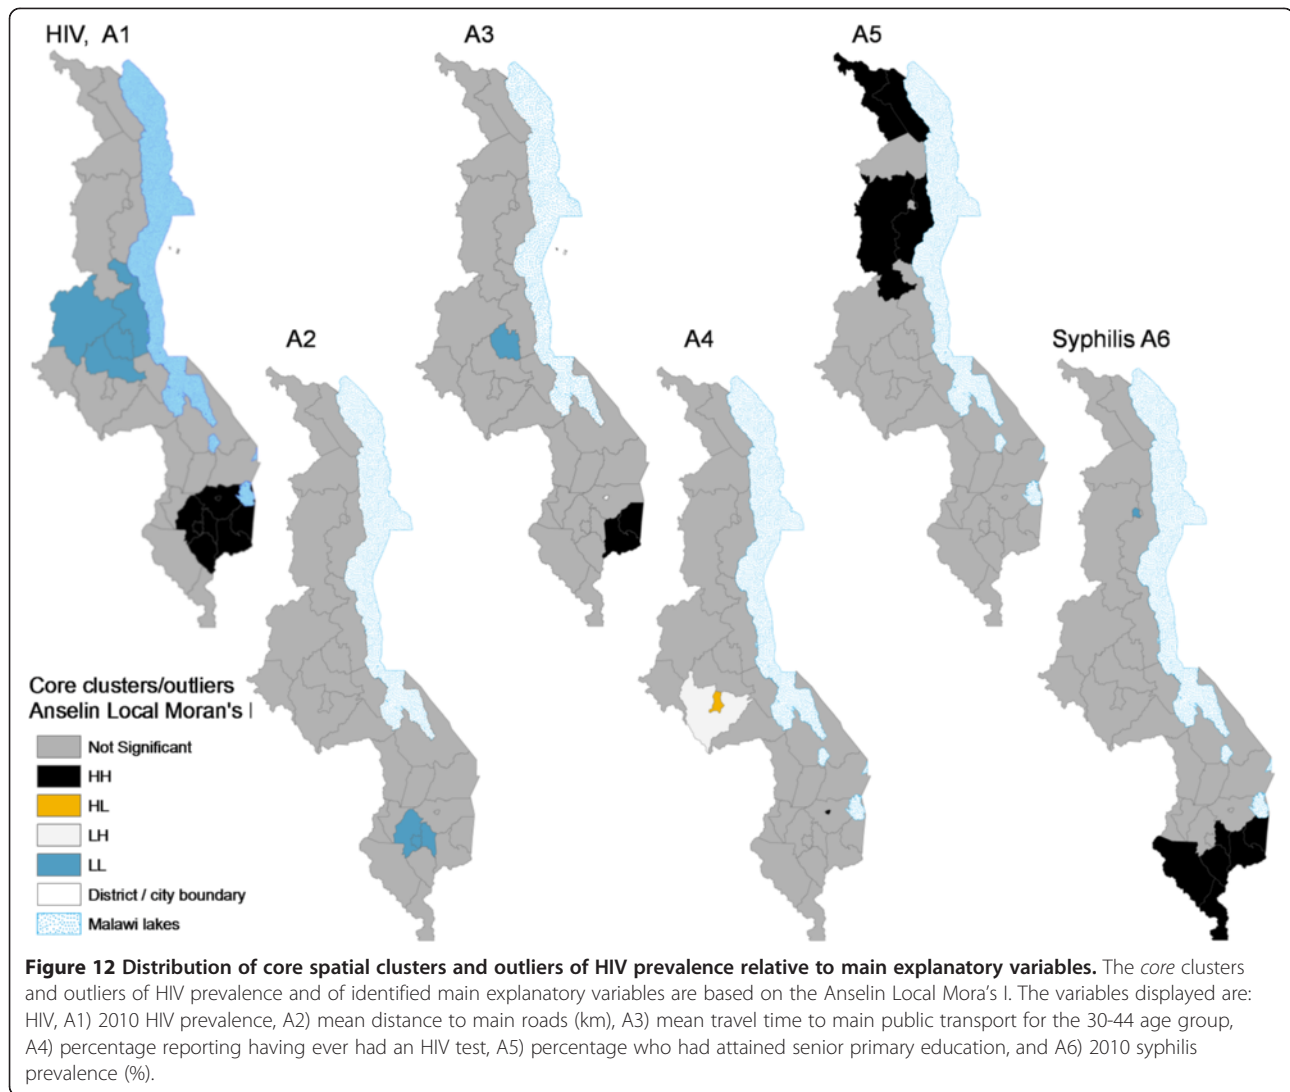 HIV, A1
A3
A5
A2
A4
Syphilis A6
Core clusters/outliers
Anselin Local Moran's I
Not Significant
HH
HL
LH
LL
District / city boundary
Malawi lakes
Figure 12 Distribution of core spatial clusters and outliers of HIV prevalence relative to main explanatory variables. The core clusters
and outliers of HIV prevalence and of identified main explanatory variables are based on the Anselin Local Mora's I. The variables displayed are:
HIV, A1) 2010 HIV prevalence, A2) mean distance to main roads (km), A3) mean travel time to main public transport for the 30-44 age group,
A4) percentage reporting having ever had an HIV test, A5) percentage who had attained senior primary education, and A6) 2010 syphilis
prevalence (%).